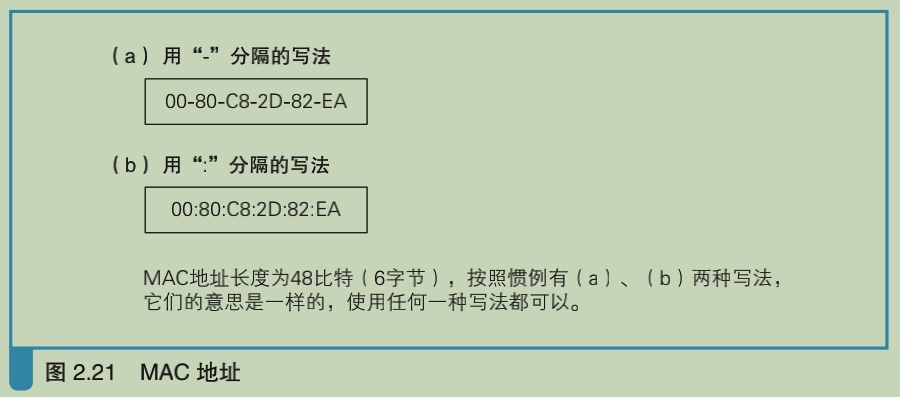 （a）用“-”分隔的写法
00-80-C8-2D-82-EA
（b）用“:”分隔的写法
00:80:C8:2D:82:EA
MAC地址长度为48比特（6字节），按照惯例有（a）、（b）两种写法，
它们的意思是一样的，使用任何一种写法都可以。
图 2.21 MAC 地址